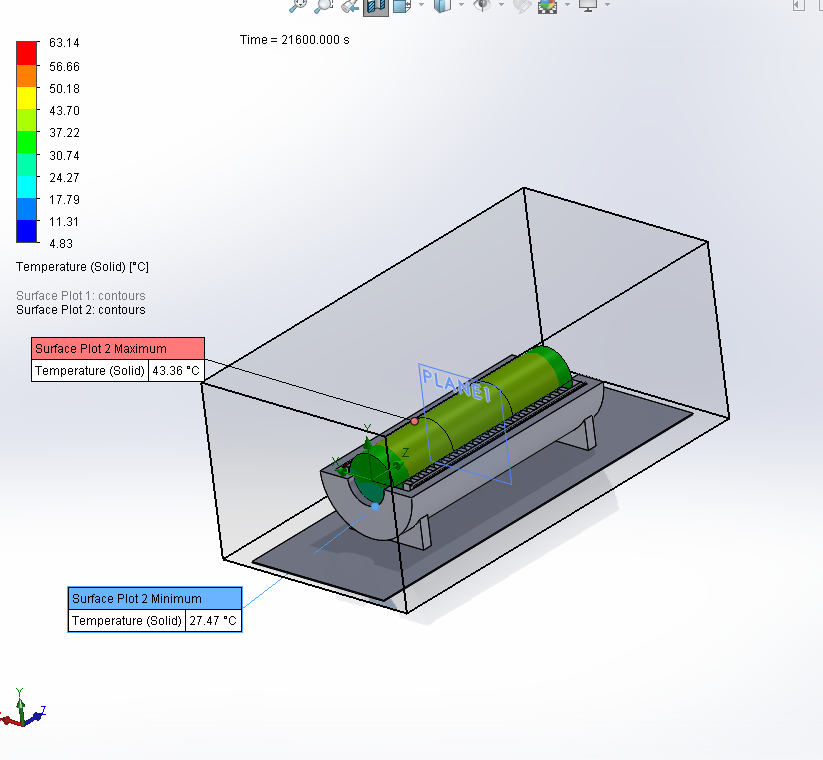 Time = 21600.000 s
63.14
56.66
50.18
43.70
37.22
30.74
24.27
17.79
11.31
4.83
Temperature (Solid) [°C]
Surface Plot 1: contours
Surface Plot 2: contours
Surface Plot 2 Maximum
Temperature (Solid) 43.36 °C
PLANE1
Y
Z
Surface Plot 2 Minimum
Temperature (Solid) 27.47 °C
Y
Z